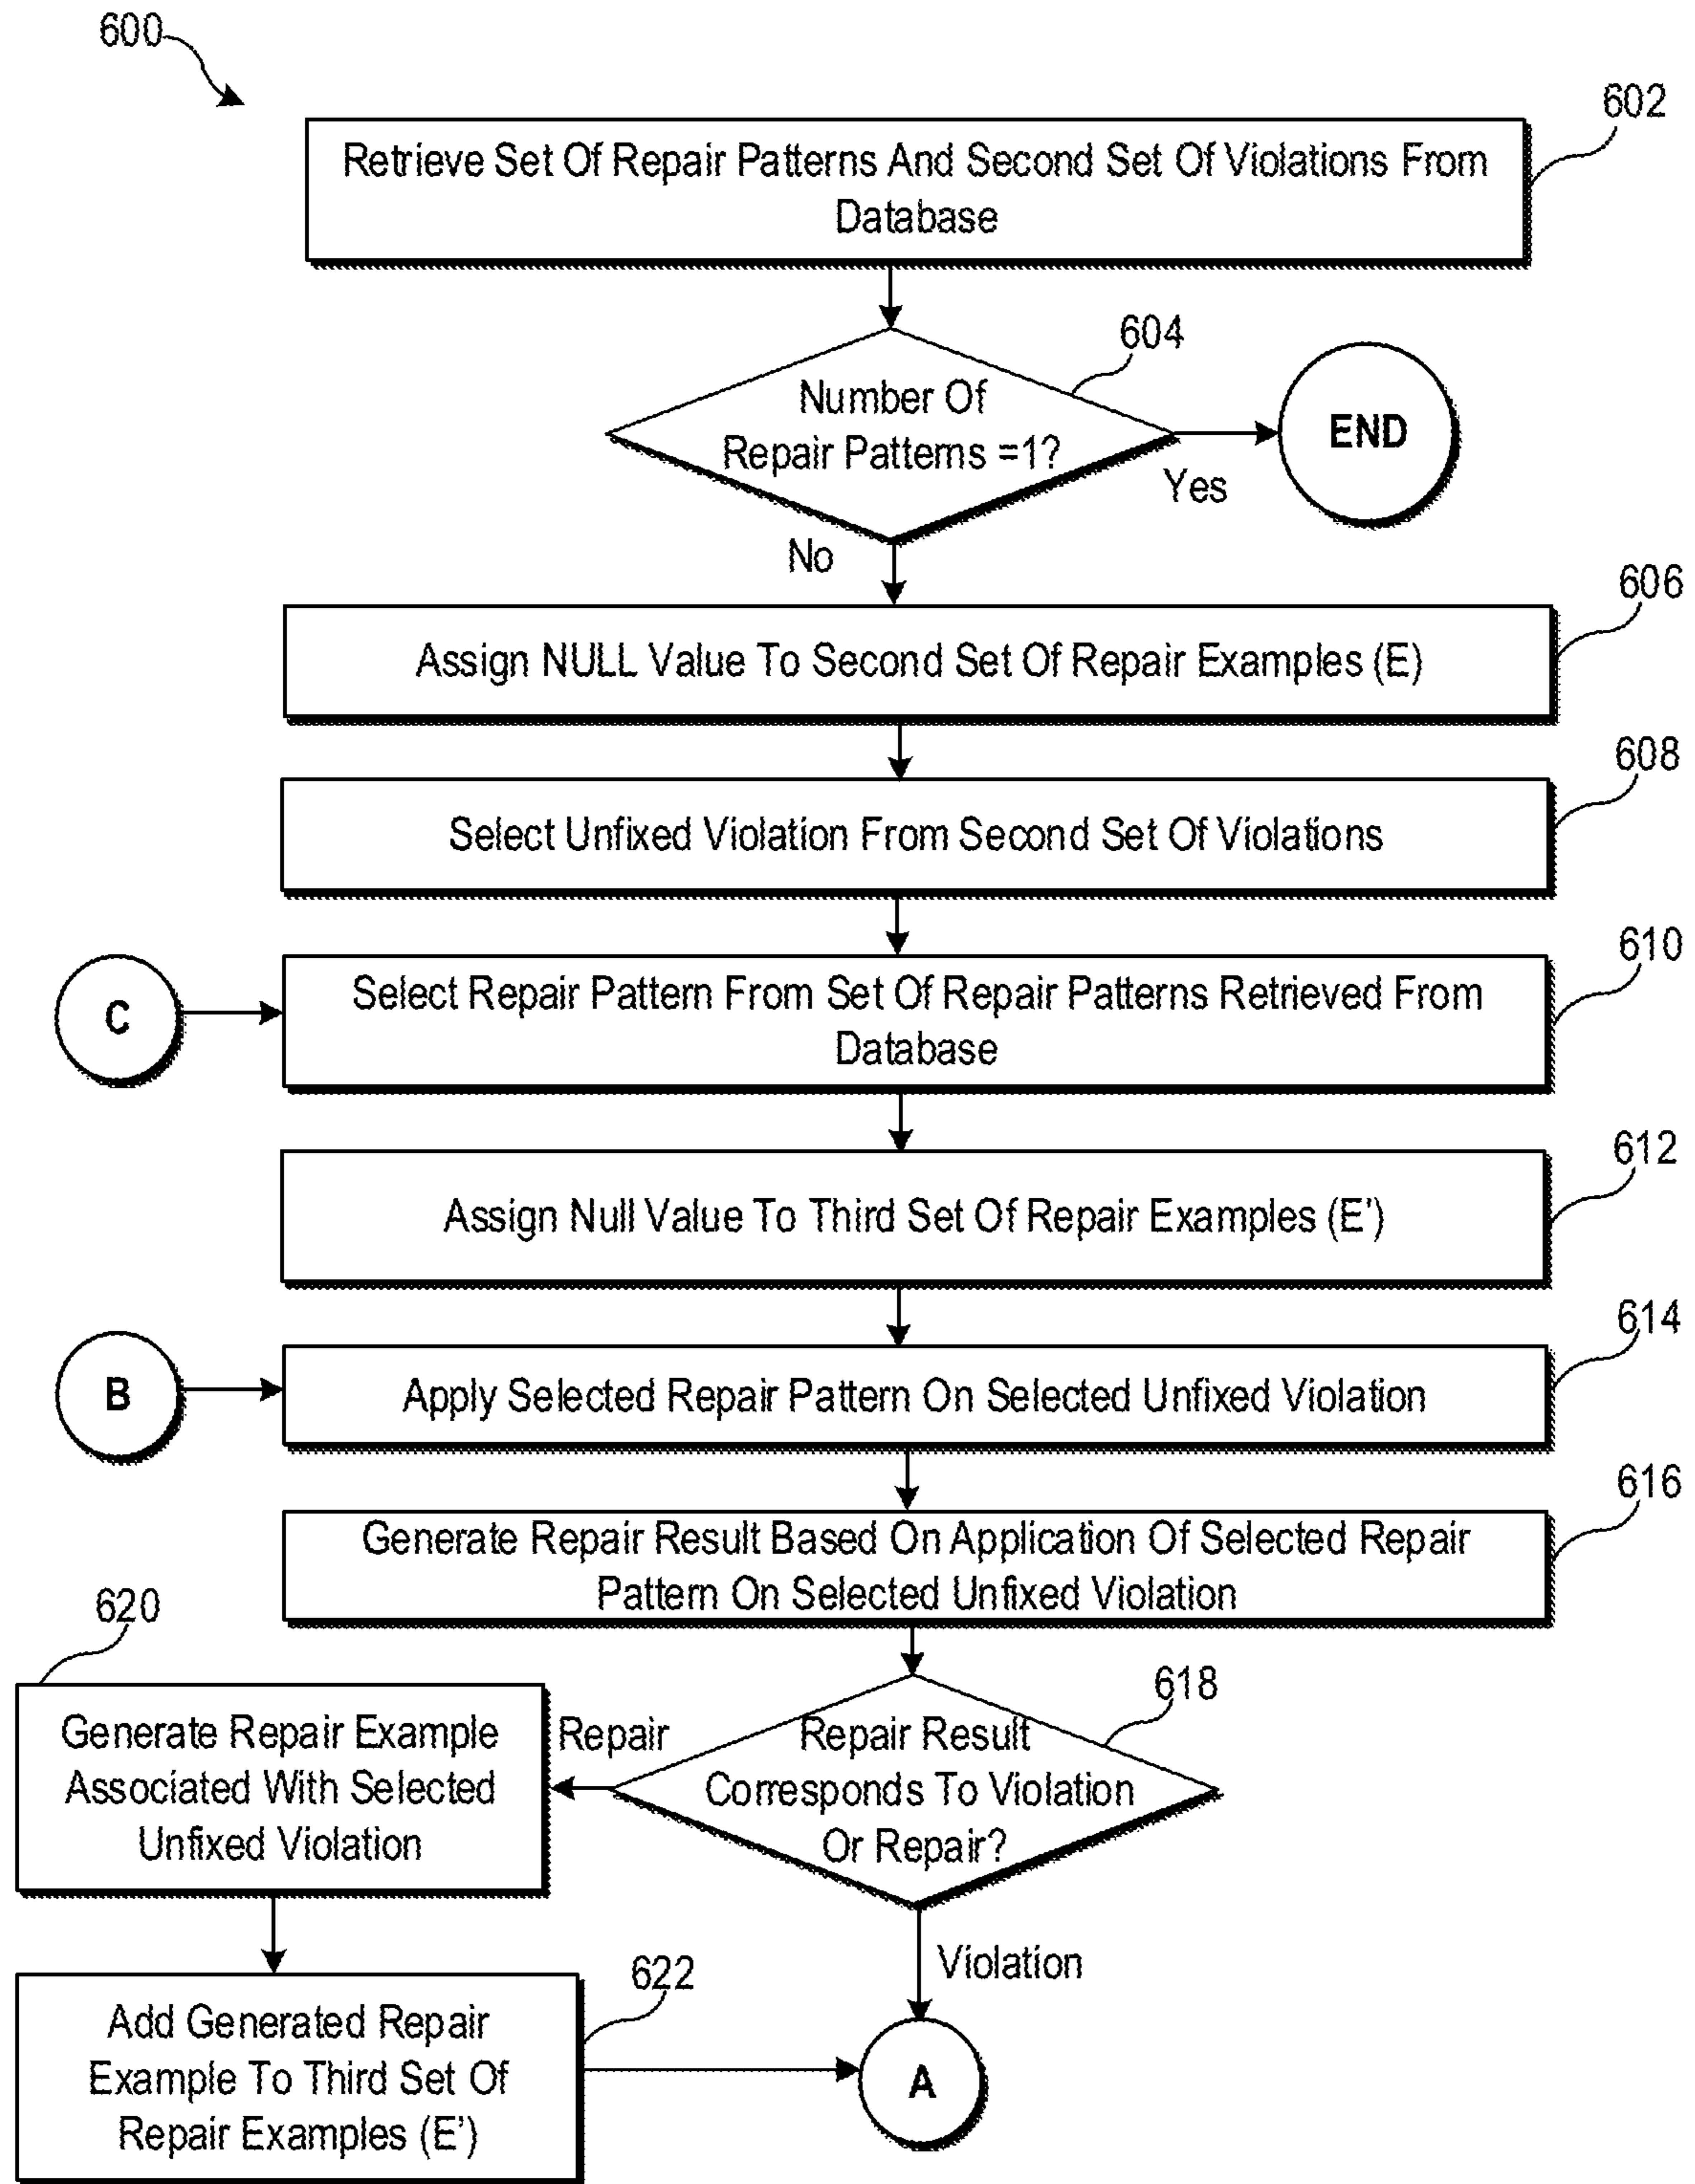 600
602
Retrieve Set Of Repair Patterns And Second Set Of Violations From
Database
604
Number Of
Repair Patterns =1?
END
Yes
No
606
Assign NULL Value To Second Set Of Repair Examples (E)
608
Select Unfixed Violation From Second Set Of Violations
610
C
Select Repair Pattern From Set Of Repair Patterns Retrieved From
Database
612
Assign Null Value To Third Set Of Repair Examples (E’)
614
B
Apply Selected Repair Pattern On Selected Unfixed Violation
616
Generate Repair Result Based On Application Of Selected Repair
Pattern On Selected Unfixed Violation
620
618
Generate Repair Example
Associated With Selected
Unfixed Violation
Repair
Repair Result
Corresponds To Violation
Or Repair?
Violation
622
Add Generated Repair
Example To Third Set Of
Repair Examples (E’)
A